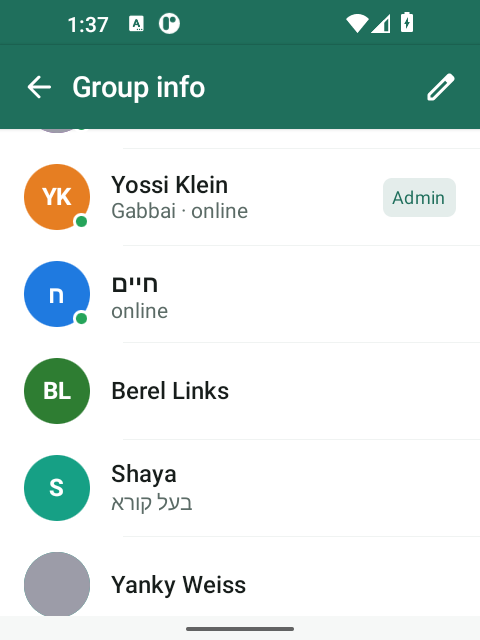 1:37
A
Group info
YK
Yossi Klein
Gabbai · online
Admin
ח
חיים
online
BL
Berel Links
S
Shaya
בעל קורא
Yanky Weiss